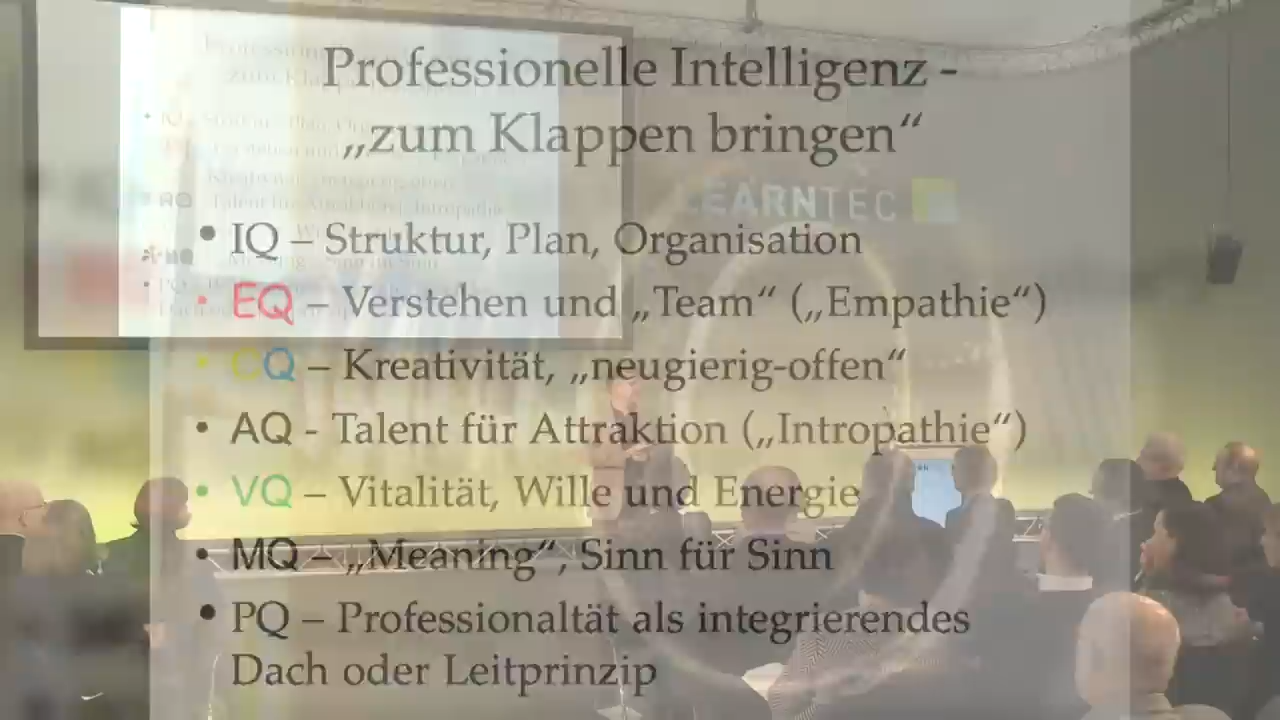 Professionelle Intelligenz -
„zum Klappen bringen“
LEARNTEC
• IQ – Struktur, Plan, Organisation
• EQ – Verstehen und „Team“ („Empathie“)
• CQ – Kreativität, „neugierig-offen“
• AQ - Talent für Attraktion („Intropathie“)
• VQ – Vitalität, Wille und Energie
• MQ – „Meaning“, Sinn für Sinn
• PQ – Professionaltät als integrierendes
Dach oder Leitprinzip